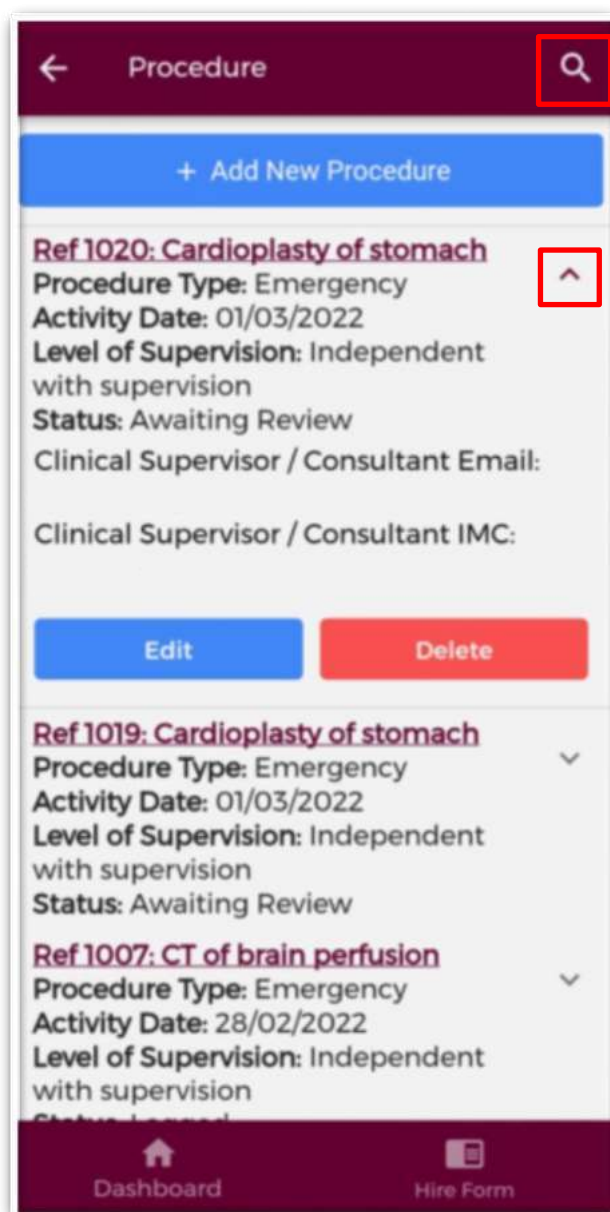 Procedure
+ Add New Procedure
Ref 1020: Cardioplasty of stomach
Procedure Type: Emergency
Activity Date: 01/03/2022
Level of Supervision: Independent
with supervision
Status: Awaiting Review
Clinical Supervisor / Consultant Email:
Clinical Supervisor / Consultant IMC:
Edit Delete
Ref 1019: Cardioplasty of stomach
Procedure Type: Emergency
Activity Date: 01/03/2022
Level of Supervision: Independent
with supervision
Status: Awaiting Review
Ref 1007: CT of brain perfusion
Procedure Type: Emergency
Activity Date: 28/02/2022
Level of Supervision: Independent
with supervision
Status: Logged
Dashboard Hire Form